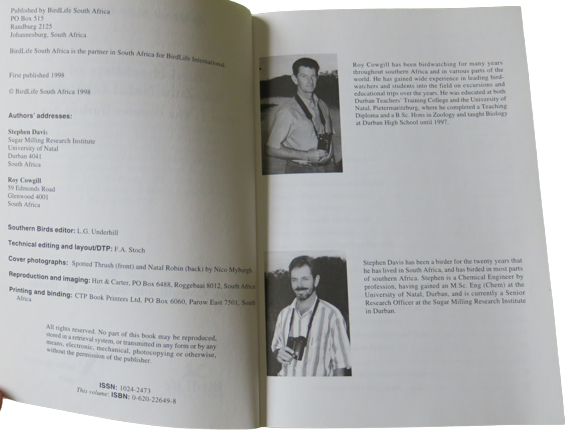 Published by BirdLife South Africa
PO Box 515
Randburg 2125
Johannesburg, South Africa
BirdLife South Africa is the partner in South Africa for BirdLife International
First published 1998
© BirdLife South Africa 1998
Authors' addresses:
Stephen Davis
Sugar Milling Research Institute
University of Natal
Durban 4041
South Africa
Roy Cowgill
59 Edmonds Road
Glenwood 4001
South Africa
Southern Birds editor: L.G. Underhill
Technical editing and layout/DTP: F.A. Stoch
Cover photographs: Spotted Thrush (front) and Natal Robin (back) by Nico Myburgh
Reproduction and imaging: Hirt & Carter, PO Box 6488, Roggebaai 8012, South Africa
Printing and binding: CTP Book Printers Ltd, PO Box 6060, Parow East 7501, South
Africa
All rights reserved. No part of this book may be reproduced,
stored in a retrieval system, or transmitted in any form or by any
means, electronic, mechanical, photocopying or otherwise,
without the permission of the publisher.
ISSN: 1024-2473
This volume: ISBN: 0-620-22649-8
Roy Cowgill has been birdwatching for many years
throughout southern Africa and in various parts of the
world. He has gained wide experience in leading bird-
watchers and students into the field on excursions and
educational trips over the years. He was educated at both
Durban Teachers' Training College and the University of
Natal, Pietermaritzburg, where he completed a Teaching
Diploma and a B.Sc. Hons in Zoology and taught Biology
at Durban High School until 1997.
Stephen Davis has been a birder for the twenty years that
he has lived in South Africa, and has birded in most parts
of southern Africa. Stephen is a Chemical Engineer by
profession, having gained an M.Sc. Eng (Chem) at the
University of Natal, Durban, and is currently a Senior
Research Officer at the Sugar Milling Research Institute
in Durban.